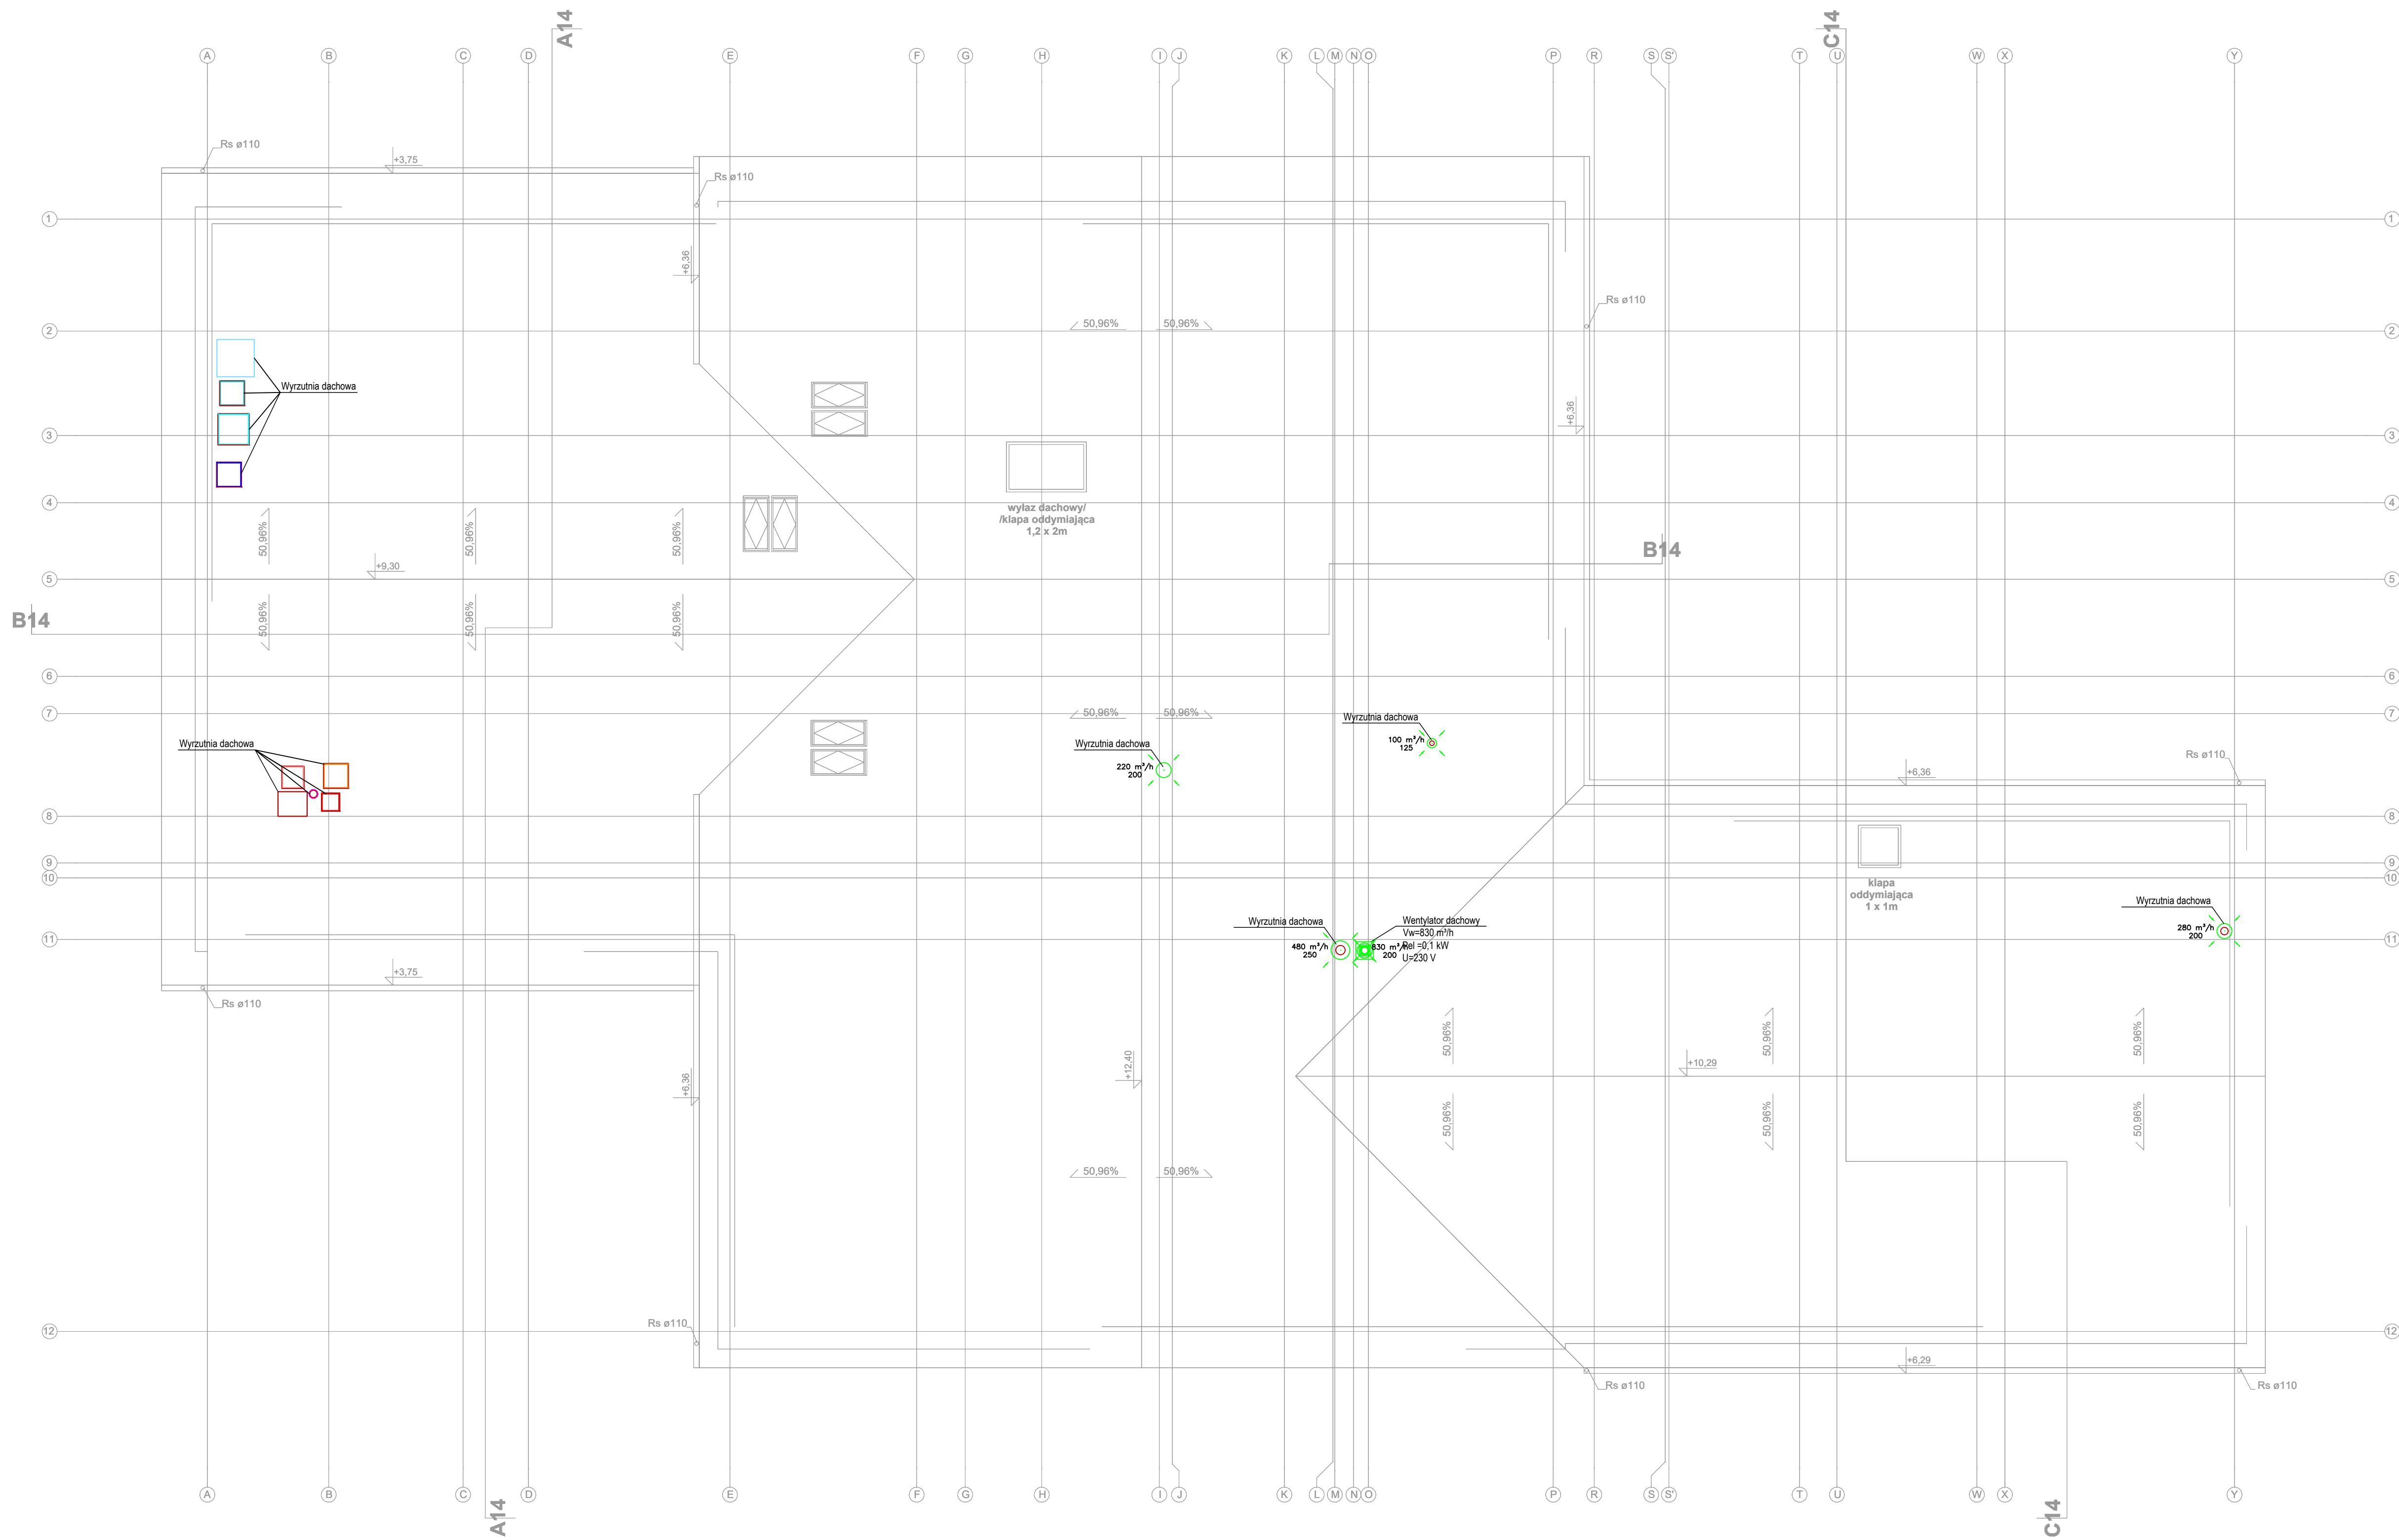 A14
C14
A
B
C
D
E
F
G
H
I
J
K
L
M
N
O
P
R
S
S'
T
U
W
X
Y
Rs ø110
+3,75
Rs ø110
1
1
+6,36
Rs ø110
2
50,96%
50,96%
2
Wyrzutnia dachowa
+6,36
3
3
4
4
wyłaz dachowy/
/klapa oddymiająca
1,2 x 2m
50,96%
50,96%
50,96%
B14
+9,30
5
5
B14
50,96%
50,96%
50,96%
6
6
7
50,96%
50,96%
7
Wyrzutnia dachowa
100 m³/h
125
Wyrzutnia dachowa
Wyrzutnia dachowa
220 m³/h
200
Rs ø110
+6,36
8
8
9
9
10
10
klapa
oddymiająca
1 x 1m
Wyrzutnia dachowa
280 m³/h
200
Wyrzutnia dachowa
480 m³/h
250
Wentylator dachowy
Vw=830 m³/h
Pel =0,1 kW
U=230 V
830 m³/h
200
11
11
+3,75
Rs ø110
50,96%
50,96%
50,96%
+12,40
+10,29
+6,36
50,96%
50,96%
50,96%
50,96%
50,96%
Rs ø110
12
12
+6,29
Rs ø110
Rs ø110
A
B
C
D
E
F
G
H
I
J
K
L
M
N
O
P
R
S
S'
T
U
W
X
Y
A14
C14